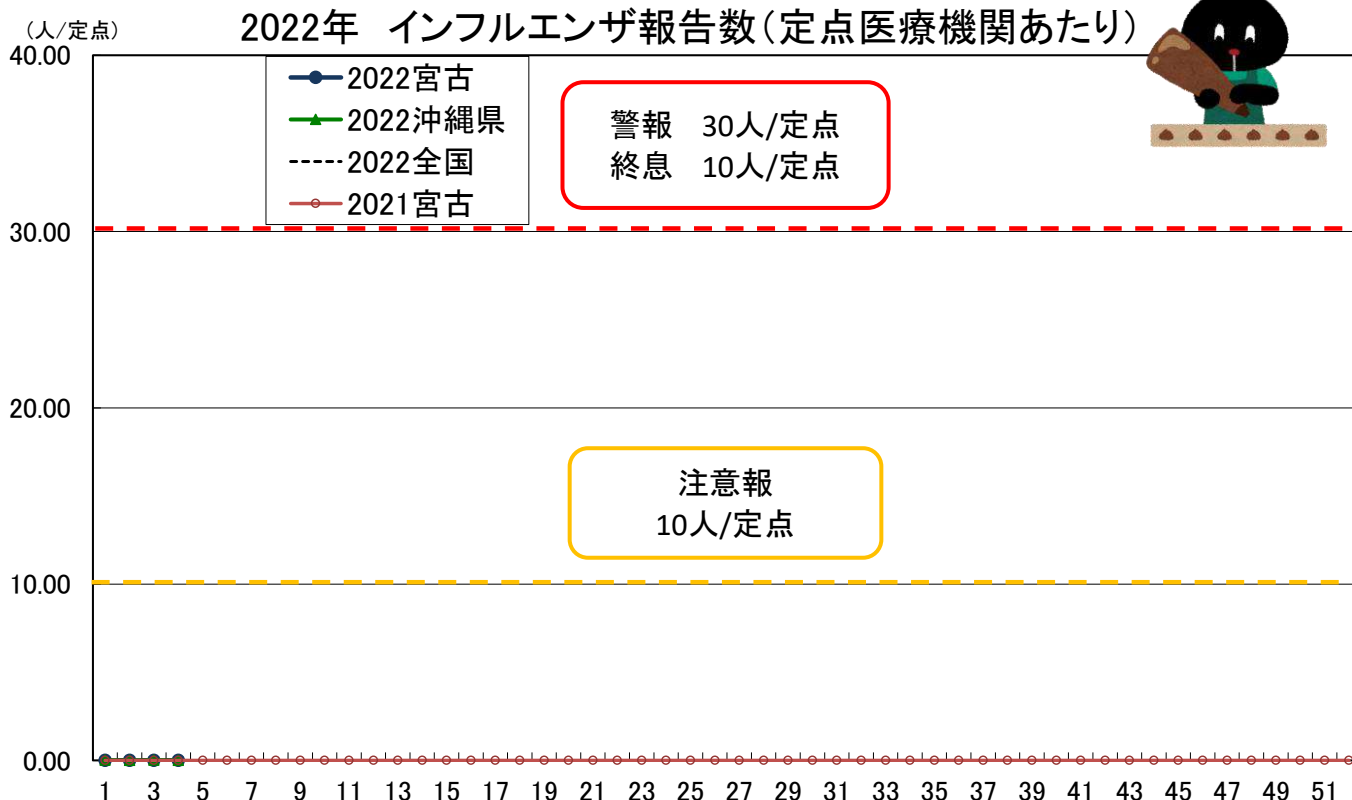 2022年 インフルエンザ報告数(定点医療機関あたり)
(人/定点)
40.00
30.00
20.00
10.00
0.00
2022宮古
2022沖縄県
2022全国
2021宮古
警報 30人/定点
終息 10人/定点
注意報
10人/定点
1 3 5 7 9 11 13 15 17 19 21 23 25 27 29 31 33 35 37 39 41 43 45 47 49 51